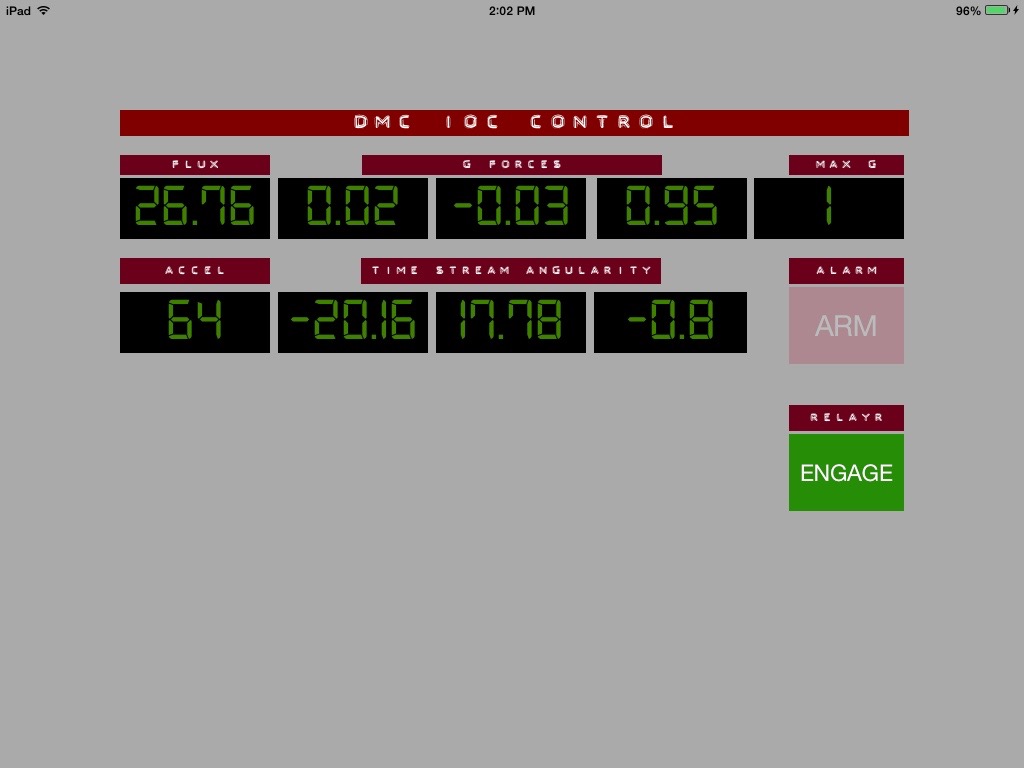 iPad 2:02 PM 96%
DMC IOC CONTROL
FLUX G FORCES MAX G
26.76 0.02 -0.03 0.95 1
ACCEL TIME STREAM ANGULARITY ALARM
64 -20.16 17.78 -0.8 ARM
RELAYR
ENGAGE